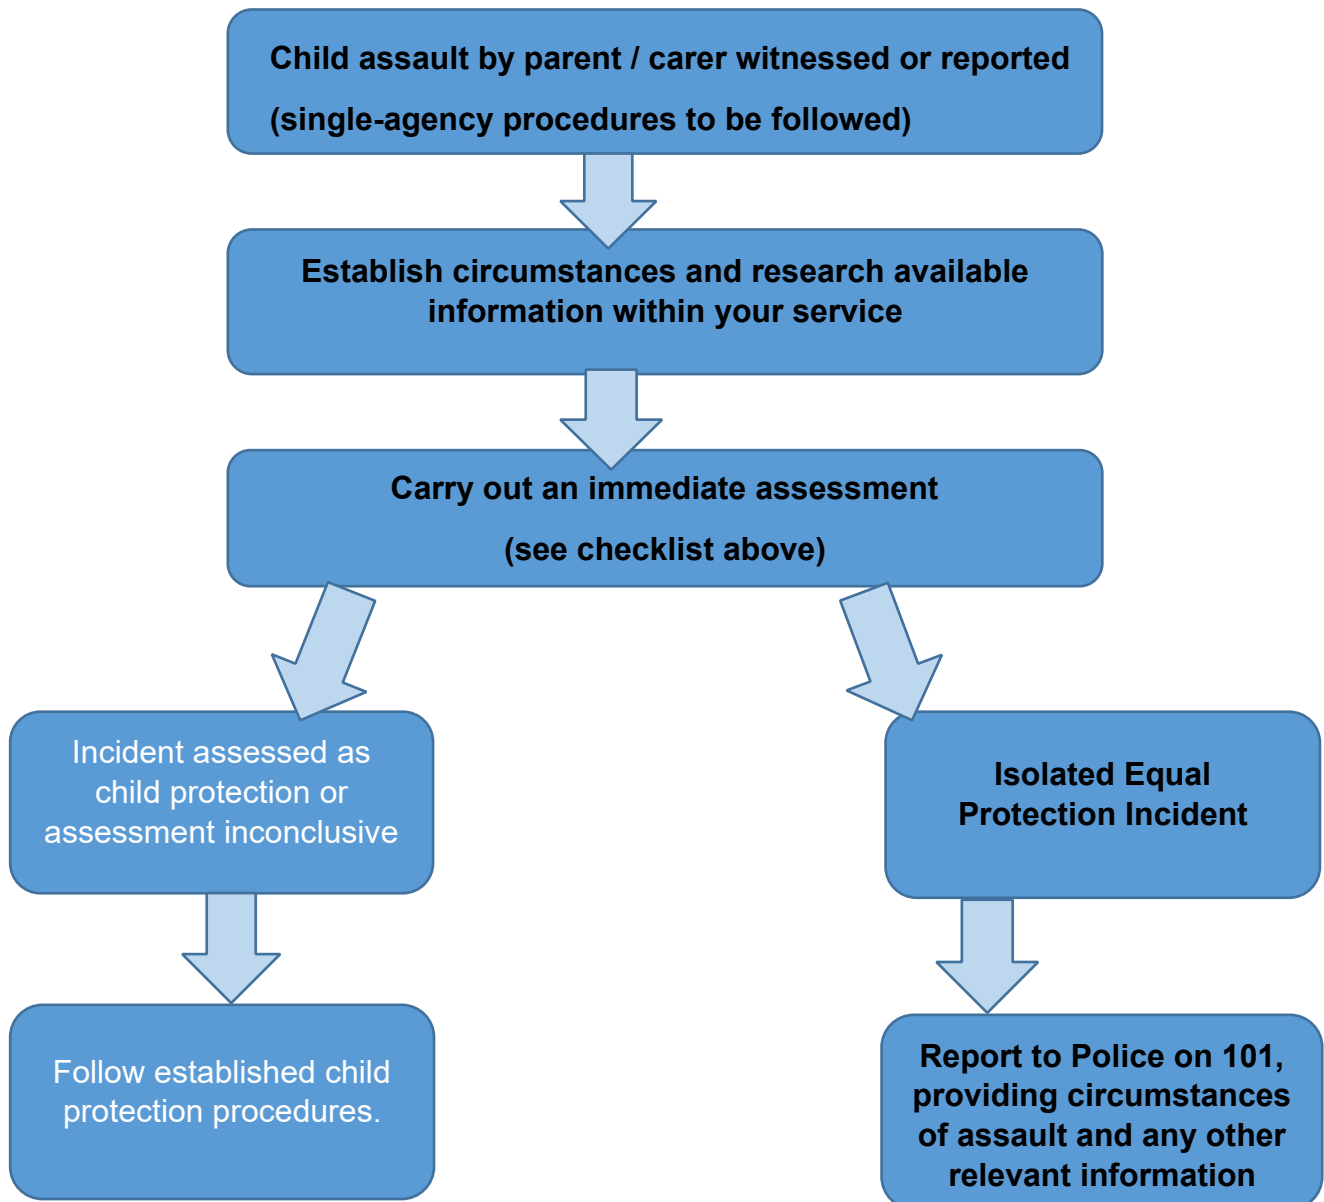 Child assault by parent / carer witnessed or reported
(single-agency procedures to be followed)
Establish circumstances and research available
information within your service
Carry out an immediate assessment
(see checklist above)
Incident assessed as
child protection or
assessment inconclusive
Isolated Equal
Protection Incident
Follow established child
protection procedures.
Report to Police on 101,
providing circumstances
of assault and any other
relevant information